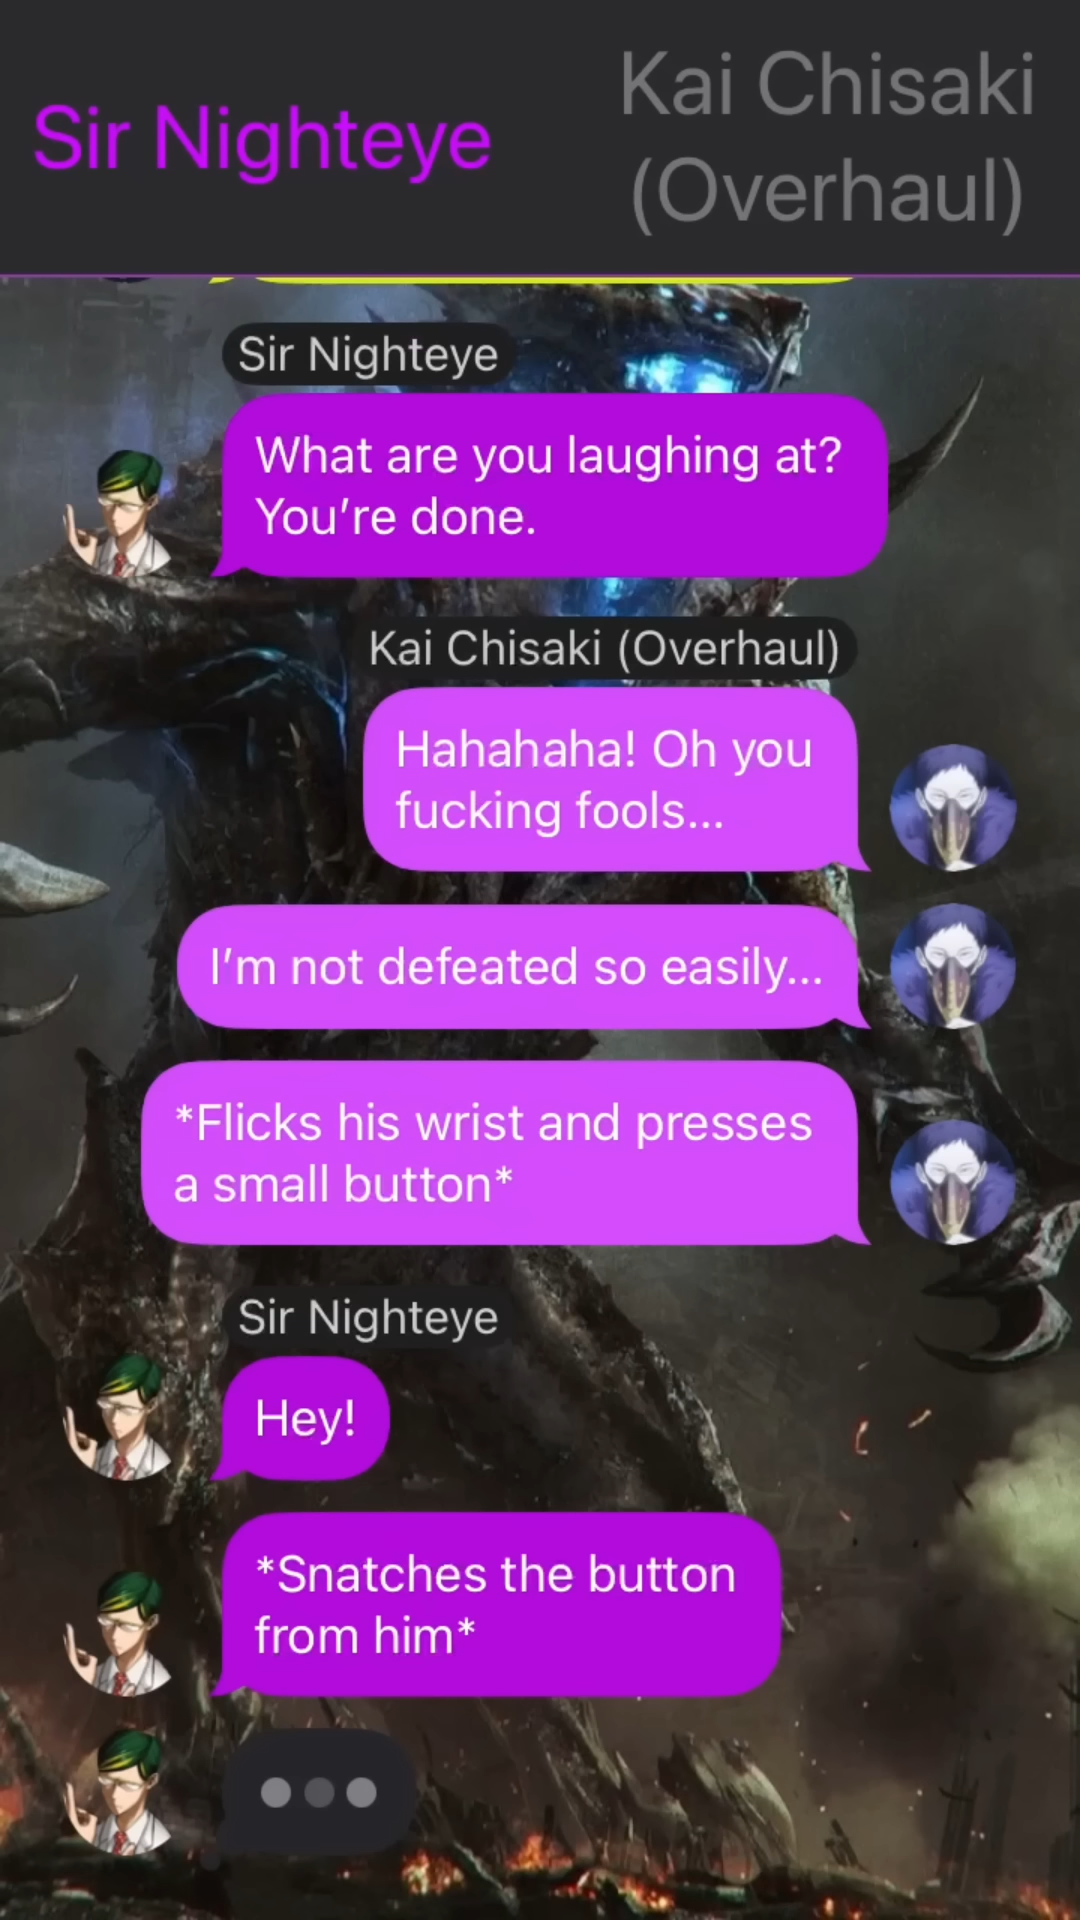 Sir Nighteye
Kai Chisaki
(Overhaul)
Sir Nighteye
What are you laughing at?
You’re done.
Kai Chisaki (Overhaul)
Hahahaha! Oh you
fucking fools...
I’m not defeated so easily...
*Flicks his wrist and presses
a small button*
Sir Nighteye
Hey!
*Snatches the button
from him*